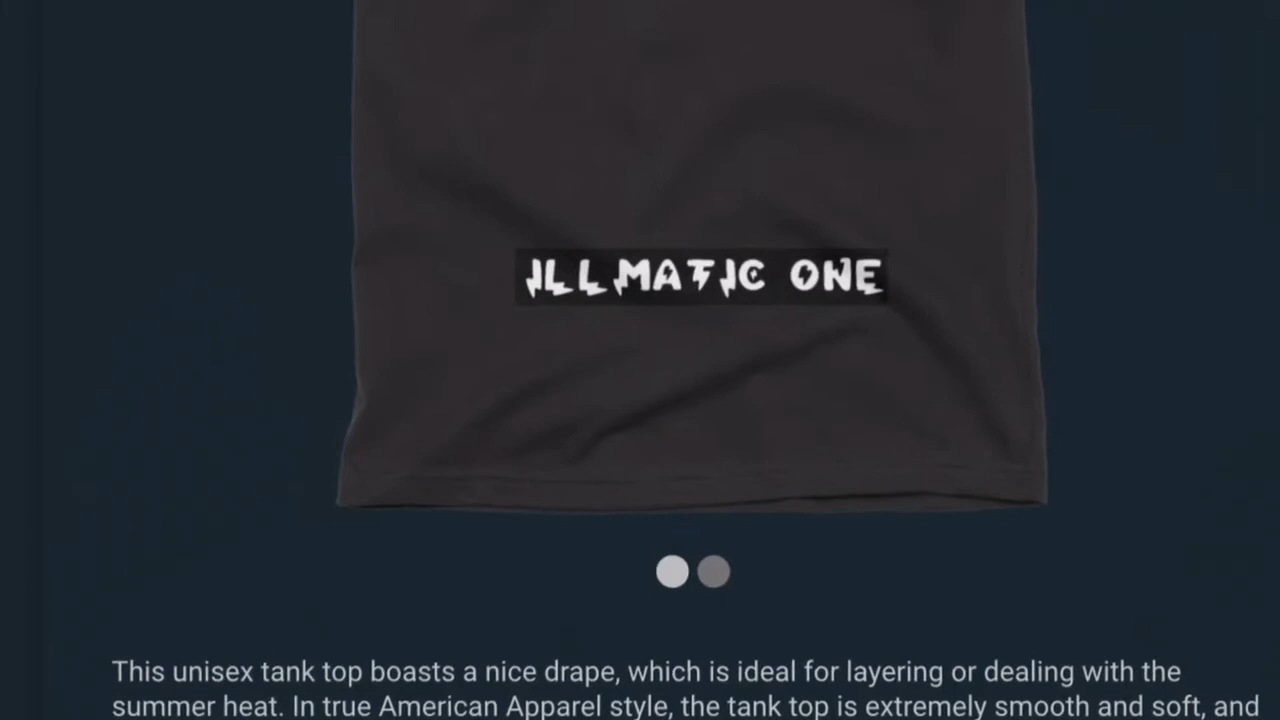 ILLMATIC ONE
This unisex tank top boasts a nice drape, which is ideal for layering or dealing with the
summer heat. In true American Apparel style, the tank top is extremely smooth and soft, and